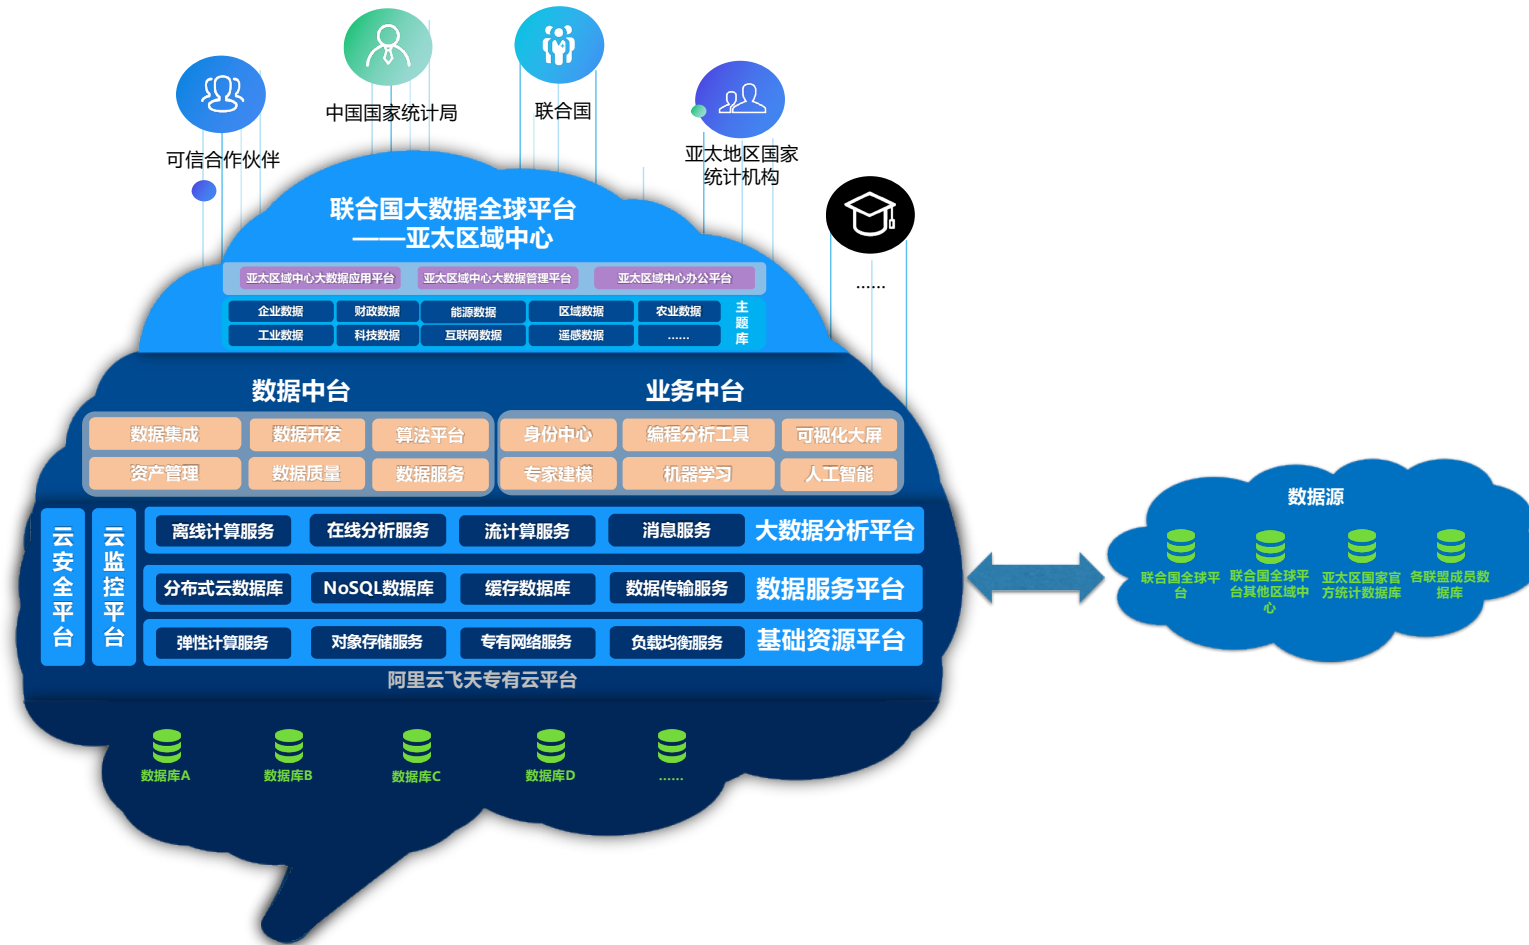 中国国家统计局
联合国
可信合作伙伴
亚太地区国家
统计机构
......
联合国大数据全球平台
——亚太区域中心
亚太区域中心大数据应用平台
亚太区域中心大数据管理平台
亚太区域中心办公平台
企业数据
财政数据
能源数据
区域数据
农业数据
工业数据
科技数据
互联网数据
遥感数据
......
主
题
库
数据中台
业务中台
数据集成
数据开发
算法平台
身份中心
编程分析工具
可视化大屏
资产管理
数据质量
数据服务
专家建模
机器学习
人工智能
云
安
全
平
台
云
监
控
平
台
离线计算服务
在线分析服务
流计算服务
消息服务
大数据分析平台
分布式云数据库
NoSQL数据库
缓存数据库
数据传输服务
数据服务平台
弹性计算服务
对象存储服务
专有网络服务
负载均衡服务
基础资源平台
阿里云飞天专有云平台
数据库A
数据库B
数据库C
数据库D
......
数据源
联合国全球平
台
联合国全球平
台其他区域中
心
亚太区国家官
方统计数据库
各联盟成员数
据库